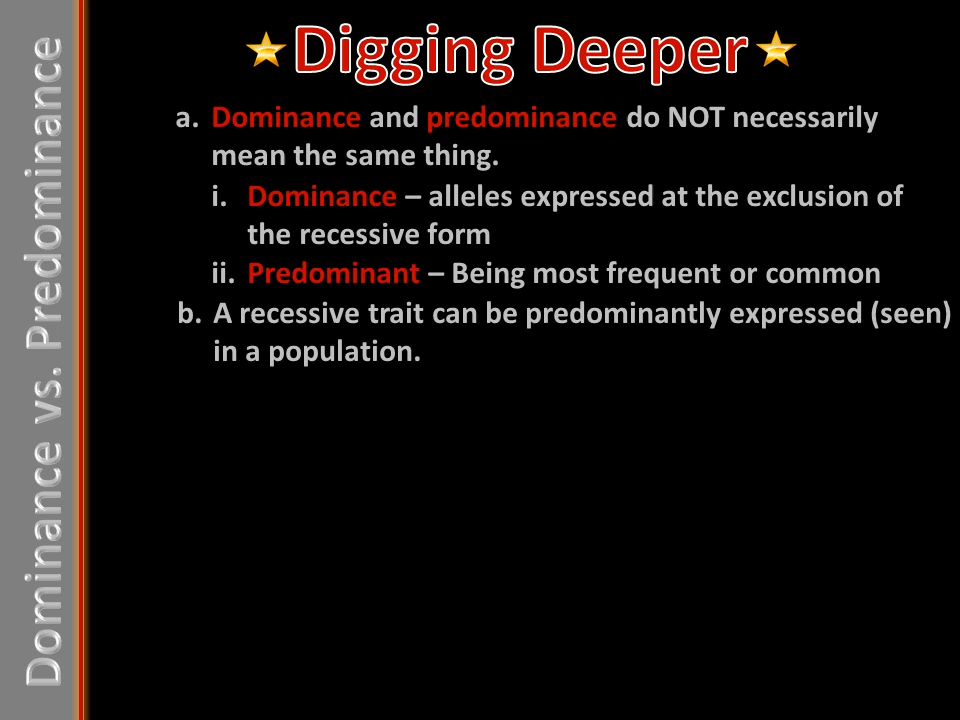 Digging Deeper
a. Dominance and predominance do NOT necessarily
mean the same thing.
i. Dominance – alleles expressed at the exclusion of
the recessive form
ii. Predominant – Being most frequent or common
b. A recessive trait can be predominantly expressed (seen)
in a population.
Dominance vs. Predominance